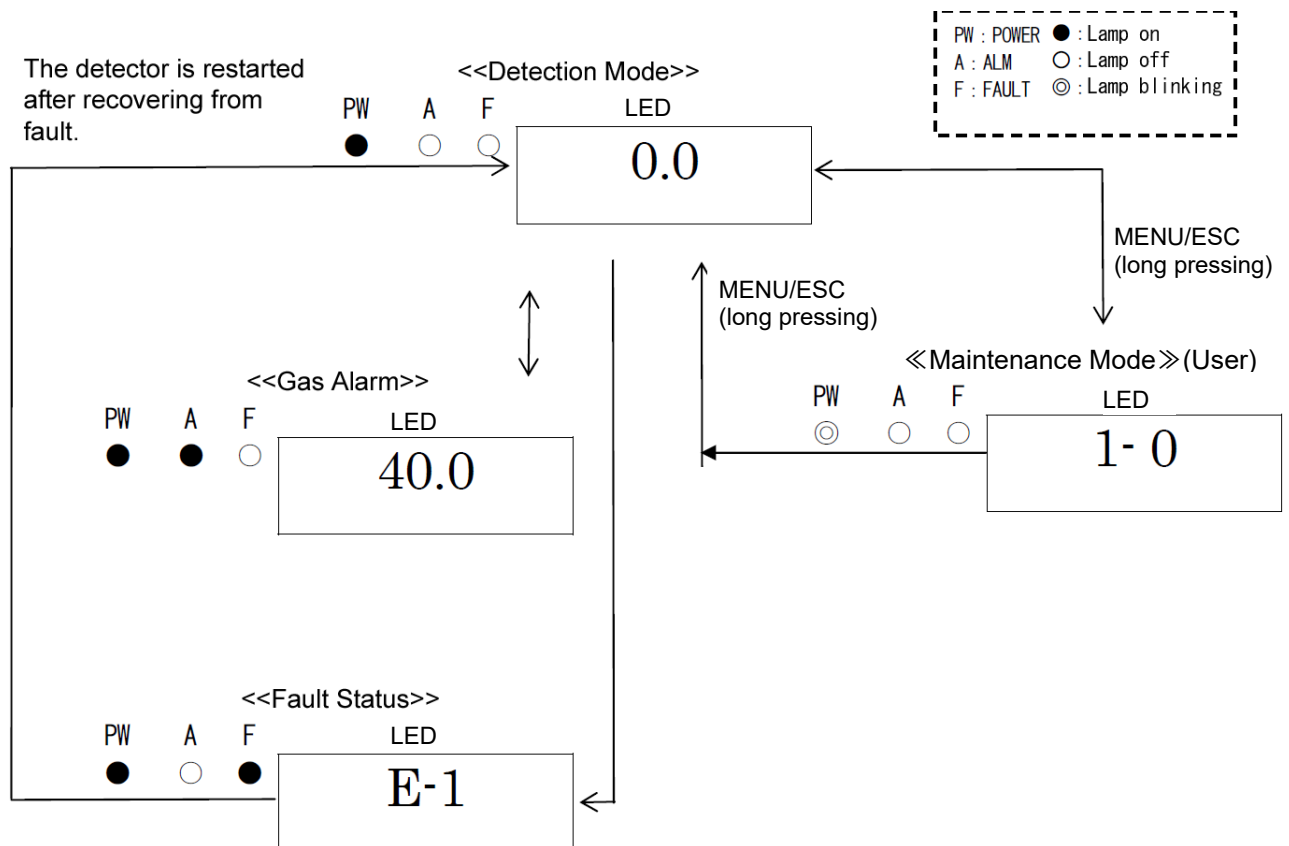 PW : POWER ● : Lamp on
A : ALM ○ : Lamp off
F : FAULT ◎ : Lamp blinking
The detector is restarted
after recovering from
fault.
<<Detection Mode>>
PW A F LED
● ○ ○
0.0
MENU/ESC
(long pressing)
MENU/ESC
(long pressing)
≪Maintenance Mode≫(User)
PW A F LED
◎ ○ ○
1- 0
<<Gas Alarm>>
PW A F LED
● ● ○
40.0
<<Fault Status>>
PW A F LED
● ○ ●
E-1